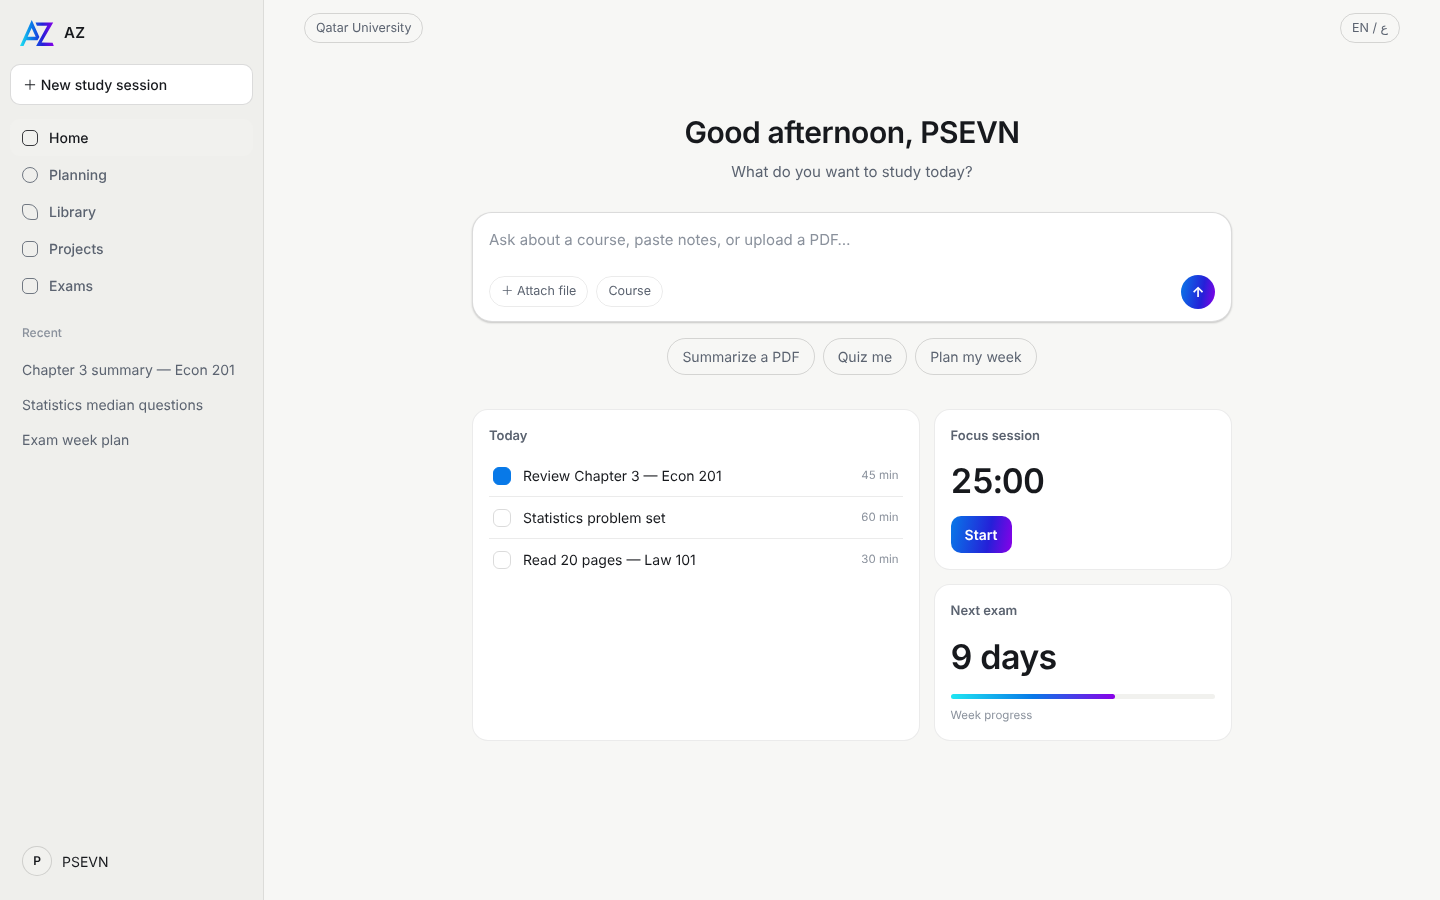 AZ AZ
+ New study session
Home
Planning
Library
Projects
Exams
Recent
Chapter 3 summary — Econ 201
Statistics median questions
Exam week plan
P PSEVN
Qatar University
EN / ع
Good afternoon, PSEVN
What do you want to study today?
Ask about a course, paste notes, or upload a PDF...
+ Attach file
Course
Summarize a PDF
Quiz me
Plan my week
Today
Review Chapter 3 — Econ 201 45 min
Statistics problem set 60 min
Read 20 pages — Law 101 30 min
Focus session
25:00
Start
Next exam
9 days
Week progress